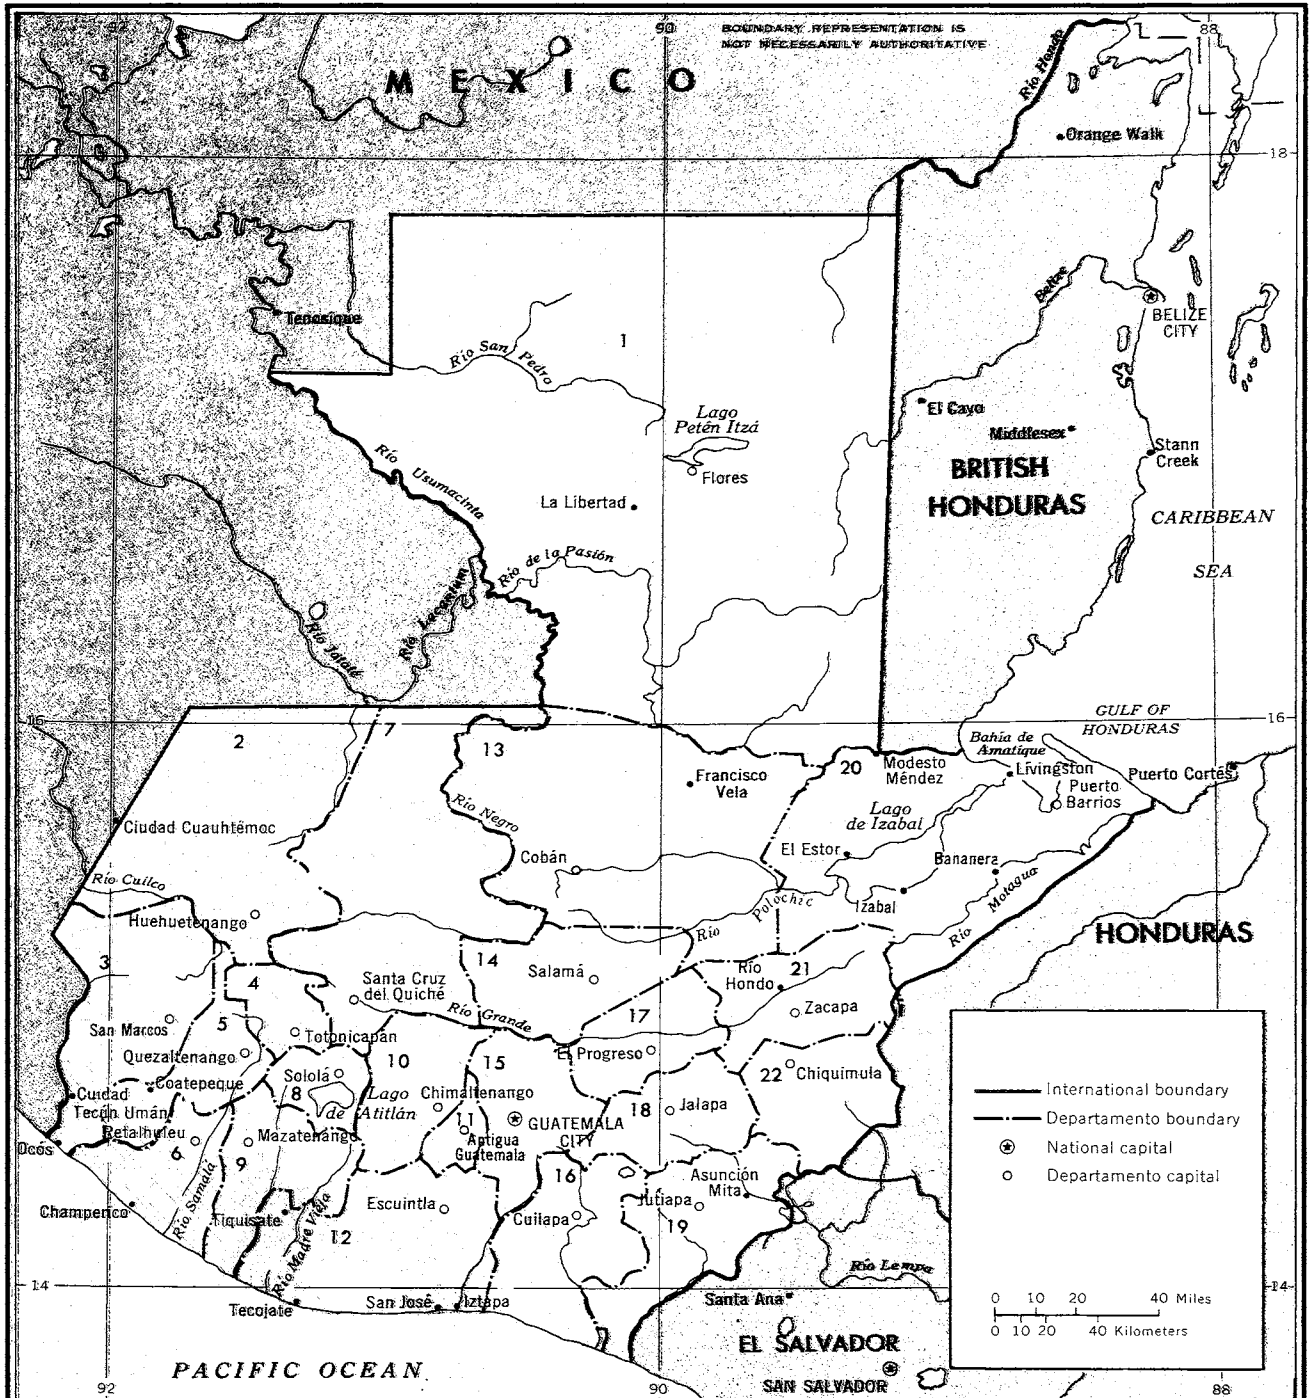 92
90
88
BOUNDARY REPRESENTATION IS
NOT NECESSARILY AUTHORITATIVE
MEXICO
Río Hondo
Orange Walk
18
Tenosique
Belize
BELIZE
CITY
1
Río San Pedro
El Cayo
Lago
Petén Itzá
Middlesex
Stann
Creek
Río Usumacinta
Flores
BRITISH
HONDURAS
La Libertad
CARIBBEAN
SEA
Río de la Pasión
Río Lacantum
Río Jataté
16
2
7
13
20
GULF OF
HONDURAS
16
Bahía de
Amatique
Modesto
Méndez
Livingston
Puerto Cortés
Francisco
Vela
Puerto
Barrios
Río Negro
Lago
de Izabal
Ciudad Cuauhtémoc
Cobán
El Estor
Bananera
Río Cuilco
Río Polochic
Izabal
Río Motagua
Huehuetenango
HONDURAS
3
14
Salamá
Río
Hondo
21
4
Santa Cruz
del Quiché
Zacapa
Río Grande
17
San Marcos
5
Totonicapán
Quezaltenango
10
15
El Progreso
22
Chiquimula
Coatepeque
Sololá
8
Lago
de Atitlán
Chimaltenango
Cuidad
Tecún Umán
11
GUATEMALA
CITY
18
Jalapa
Retalhuleu
Mazatenango
Antigua
Guatemala
Ocós
6
9
16
Asunción
Mita
Champerico
Río Samalá
Tiquisate
Río Madre Vieja
12
Escuintla
Cuilapa
Jutiapa
19
Río Lempa
14
14
Tecojate
San José
Iztapa
Santa Ana
EL SALVADOR
PACIFIC OCEAN
SAN SALVADOR
92
90
88
International boundary
Departamento boundary
National capital
Departamento capital
0 10 20 40 Miles
0 10 20 40 Kilometers